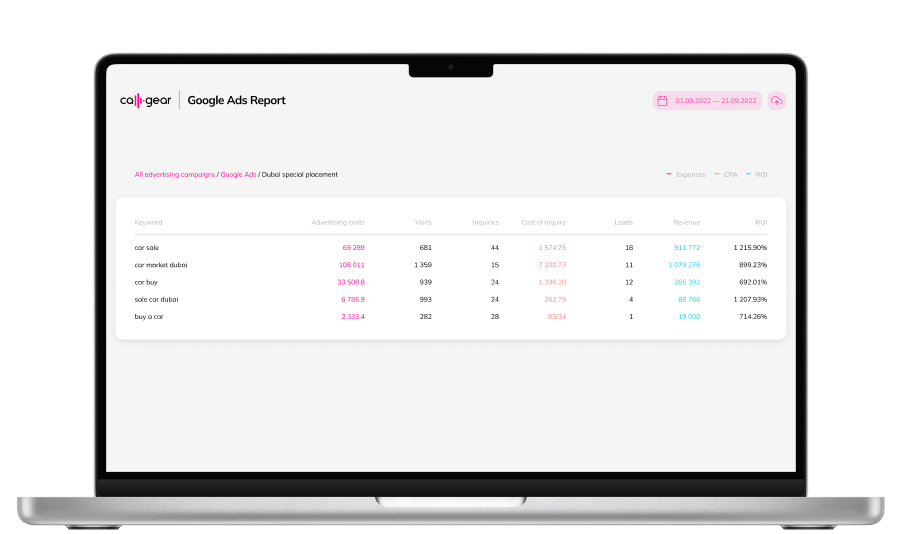 callgear Google Ads Report 01.09.2022 — 21.09.2022
All advertising campaigns / Google Ads / Dubai special placement Expenses CPA ROI
Keyword Advertising costs Visits Inquiries Cost of inquiry Leads Revenue ROI
car sale 69 289 681 44 1 574.75 18 911 772 1 215.90%
car market dubai 108 011 1 359 15 7 200.73 11 1 079 276 899.23%
car buy 33 508.8 939 24 1 396.20 12 265 392 692.01%
sale car dubai 6 786.9 993 24 262.79 4 88 768 1 207.93%
buy a car 2 333.4 282 28 83/34 1 19 000 714.26%